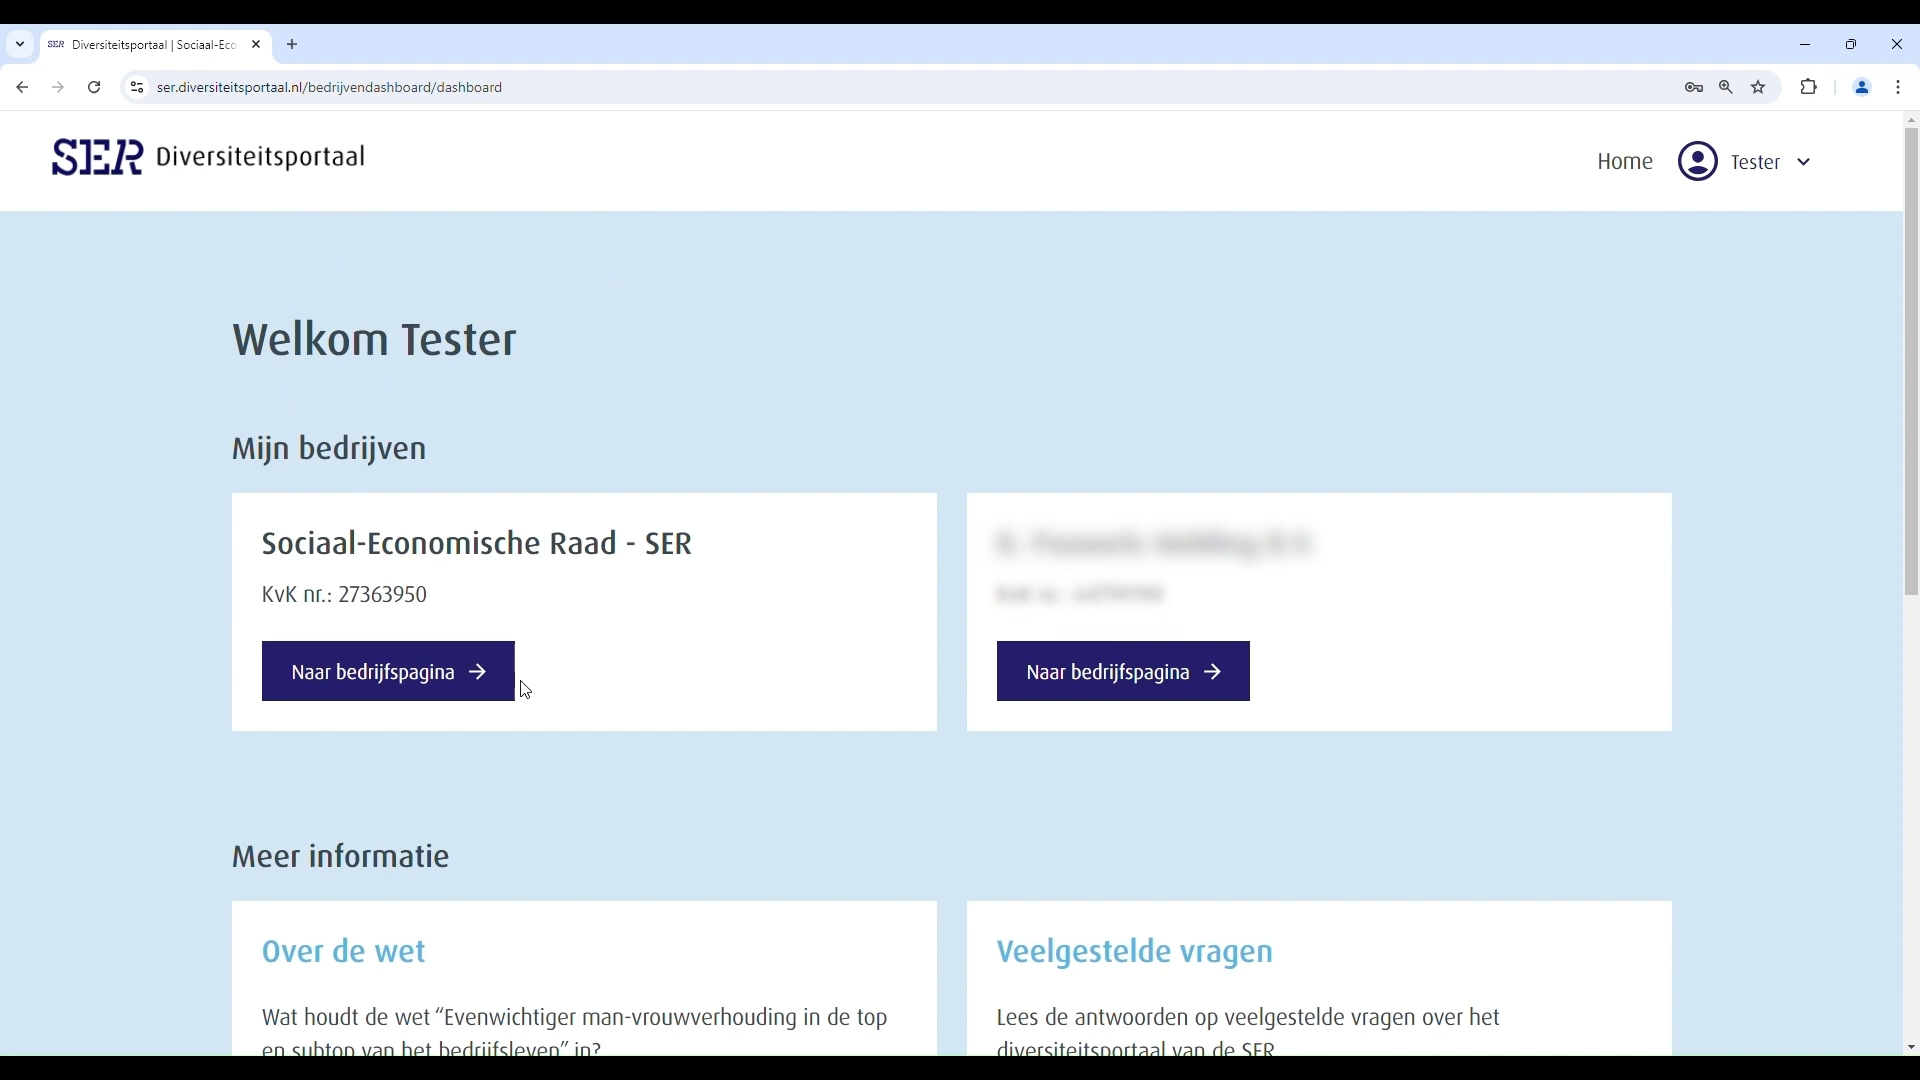 SER Diversiteitsportaal | Sociaal-Eco
ser.diversiteitsportaal.nl/bedrijvendashboard/dashboard
SER Diversiteitsportaal
Home
Tester
Welkom Tester
Mijn bedrijven
Sociaal-Economische Raad - SER
KvK nr.: 27363950
Naar bedrijfspagina
Naar bedrijfspagina
Meer informatie
Over de wet
Wat houdt de wet “Evenwichtiger man-vrouwverhouding in de top
en subtop van het bedrijfsleven” in?
Veelgestelde vragen
Lees de antwoorden op veelgestelde vragen over het
diversiteitsportaal van de SER